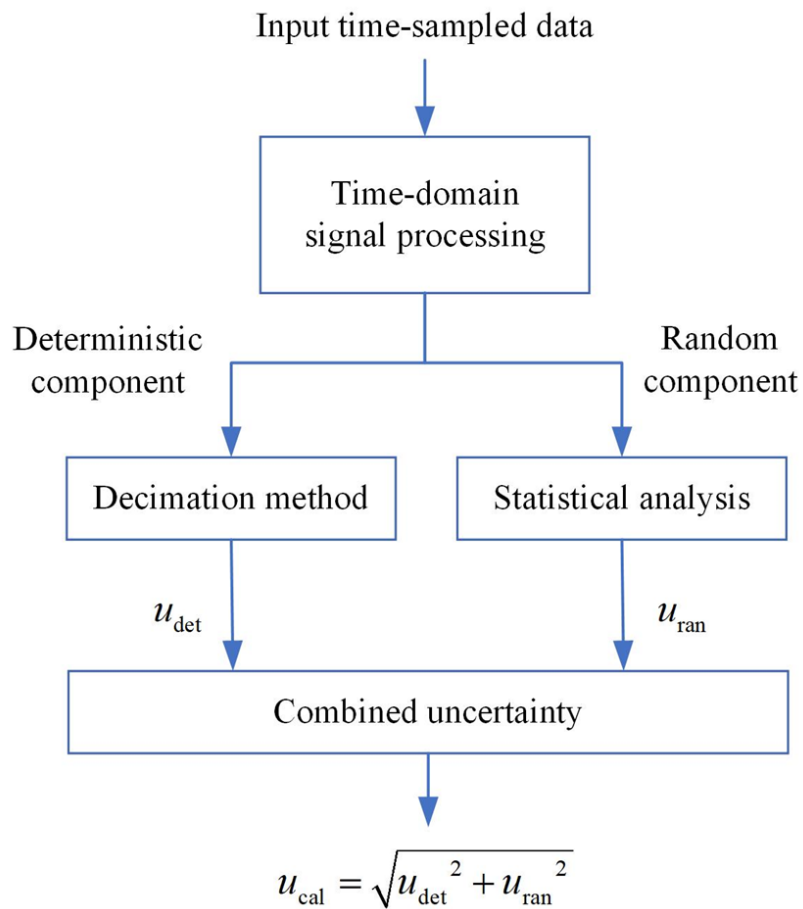 Input time-sampled data
Time-domain
signal processing
Deterministic
component
Random
component
Decimation method
Statistical analysis
u_det
u_ran
Combined uncertainty
u_cal = √(u_det² + u_ran²)